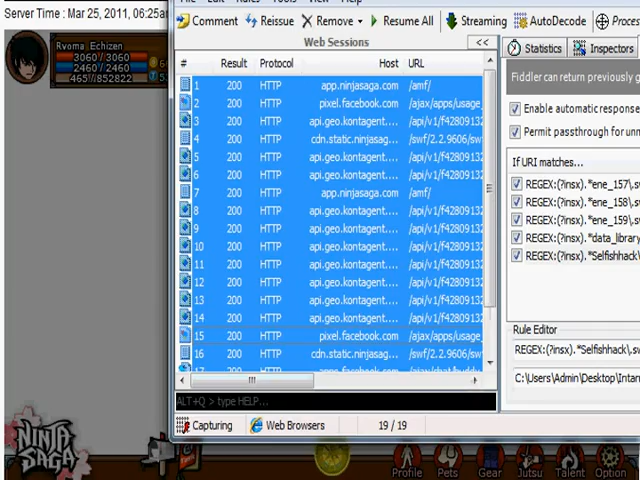 Server Time : Mar 25, 2011, 06:25a
Ryoma Echizen
3060 / 3060
2460 / 2460
465 / 852822
Comment Reissue Remove Resume All Streaming AutoDecode Proces
Web Sessions <<
Statistics Inspectors
# Result Protocol Host URL
Fiddler can return previously g
1 200 HTTP app.ninjasaga.com /amf/
2 200 HTTP pixel.facebook.com /ajax/apps/usage_
Enable automatic response
3 200 HTTP api.geo.kontagent.... /api/v1/f42809132
4 200 HTTP cdn.static.ninjasag... /swf/2.2.9606/sw
Permit passthrough for unm
5 200 HTTP api.geo.kontagent.... /api/v1/f42809132
If URI matches...
6 200 HTTP api.geo.kontagent.... /api/v1/f42809132
REGEX:(?insx).*ene_157\.s
7 200 HTTP app.ninjasaga.com /amf/
REGEX:(?insx).*ene_158\.s
8 200 HTTP api.geo.kontagent.... /api/v1/f42809132
REGEX:(?insx).*ene_159\.s
9 200 HTTP api.geo.kontagent.... /api/v1/f42809132
REGEX:(?insx).*data_library
10 200 HTTP api.geo.kontagent.... /api/v1/f42809132
REGEX:(?insx).*Selfishhack\
11 200 HTTP api.geo.kontagent.... /api/v1/f42809132
12 200 HTTP api.geo.kontagent.... /api/v1/f42809132
13 200 HTTP api.geo.kontagent.... /api/v1/f42809132
14 200 HTTP api.geo.kontagent.... /api/v1/f42809132
15 200 HTTP pixel.facebook.com /ajax/apps/usage_
Rule Editor
16 200 HTTP cdn.static.ninjasag... /swf/2.2.9606/sw
REGEX:(?insx).*Selfishhack\.s
C:\Users\Admin\Desktop\Intan
ALT+Q > type HELP...
Capturing Web Browsers 19 / 19
NINJA SAGA
Profile Pets Gear Jutsu Talent Option